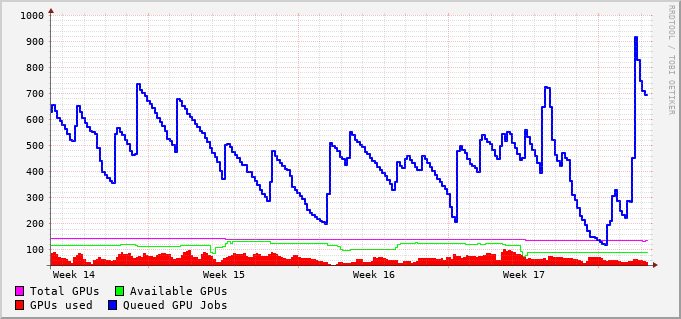 1000
900
800
700
600
500
400
300
200
100
Week 14 Week 15 Week 16 Week 17
Total GPUs Available GPUs
GPUs used Queued GPU Jobs
RRDTOOL / TOBI OETIKER